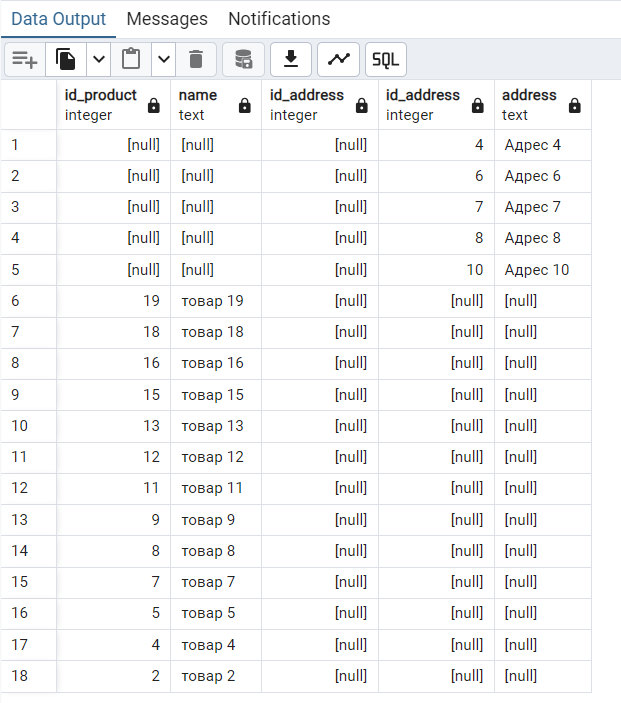 Data Output Messages Notifications
SQL
id_product name id_address id_address address
integer text integer integer text
1 [null] [null] [null] 4 Адрес 4
2 [null] [null] [null] 6 Адрес 6
3 [null] [null] [null] 7 Адрес 7
4 [null] [null] [null] 8 Адрес 8
5 [null] [null] [null] 10 Адрес 10
6 19 товар 19 [null] [null] [null]
7 18 товар 18 [null] [null] [null]
8 16 товар 16 [null] [null] [null]
9 15 товар 15 [null] [null] [null]
10 13 товар 13 [null] [null] [null]
11 12 товар 12 [null] [null] [null]
12 11 товар 11 [null] [null] [null]
13 9 товар 9 [null] [null] [null]
14 8 товар 8 [null] [null] [null]
15 7 товар 7 [null] [null] [null]
16 5 товар 5 [null] [null] [null]
17 4 товар 4 [null] [null] [null]
18 2 товар 2 [null] [null] [null]